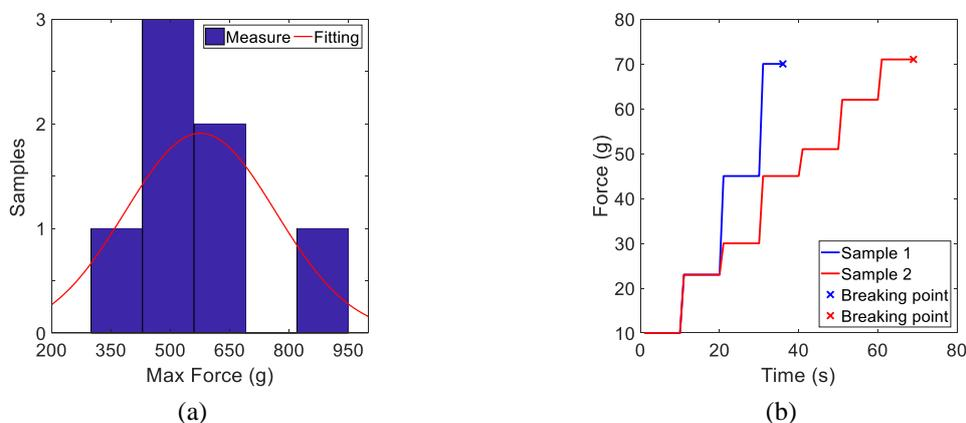 3
2
1
0
Samples
Measure
Fitting
200 350 500 650 800 950
Max Force (g)
(a)
80
70
60
50
40
30
20
10
Force (g)
Sample 1
Sample 2
Breaking point
Breaking point
0 20 40 60 80
Time (s)
(b)